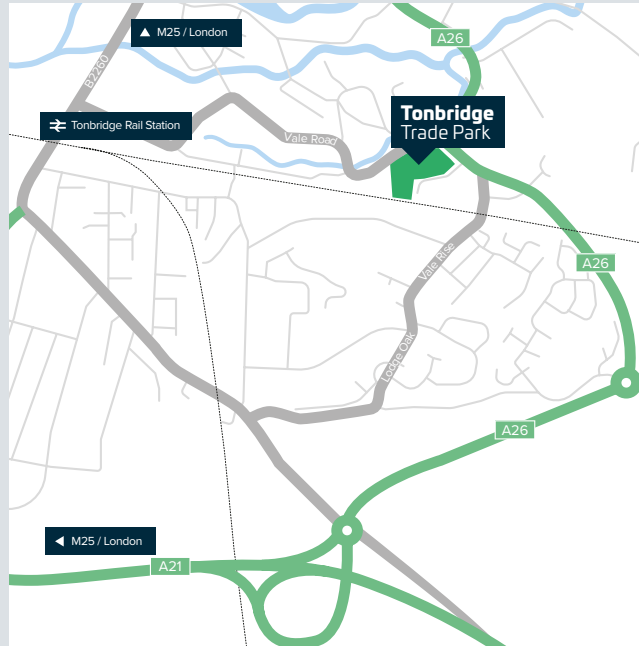 M25 / London
A26
B2260
Tonbridge
Trade Park
Tonbridge Rail Station
Vale Road
Vale Rise
A26
Lodge Oak
A26
M25 / London
A21